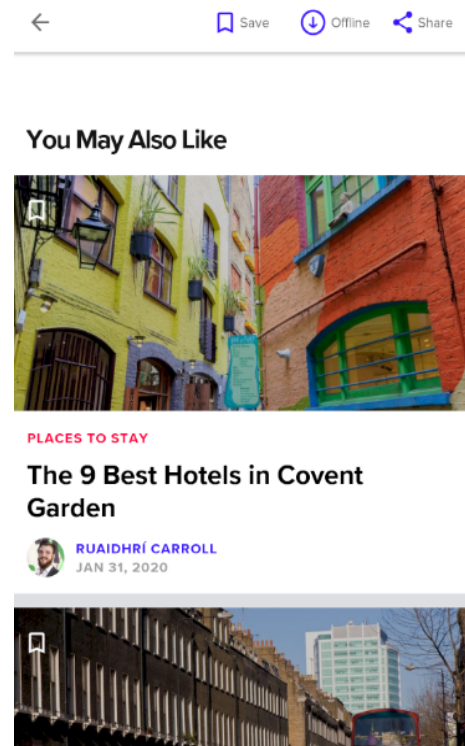 Save Offline Share
You May Also Like
PLACES TO STAY
The 9 Best Hotels in Covent
Garden
RUAIDHRÍ CARROLL
JAN 31, 2020